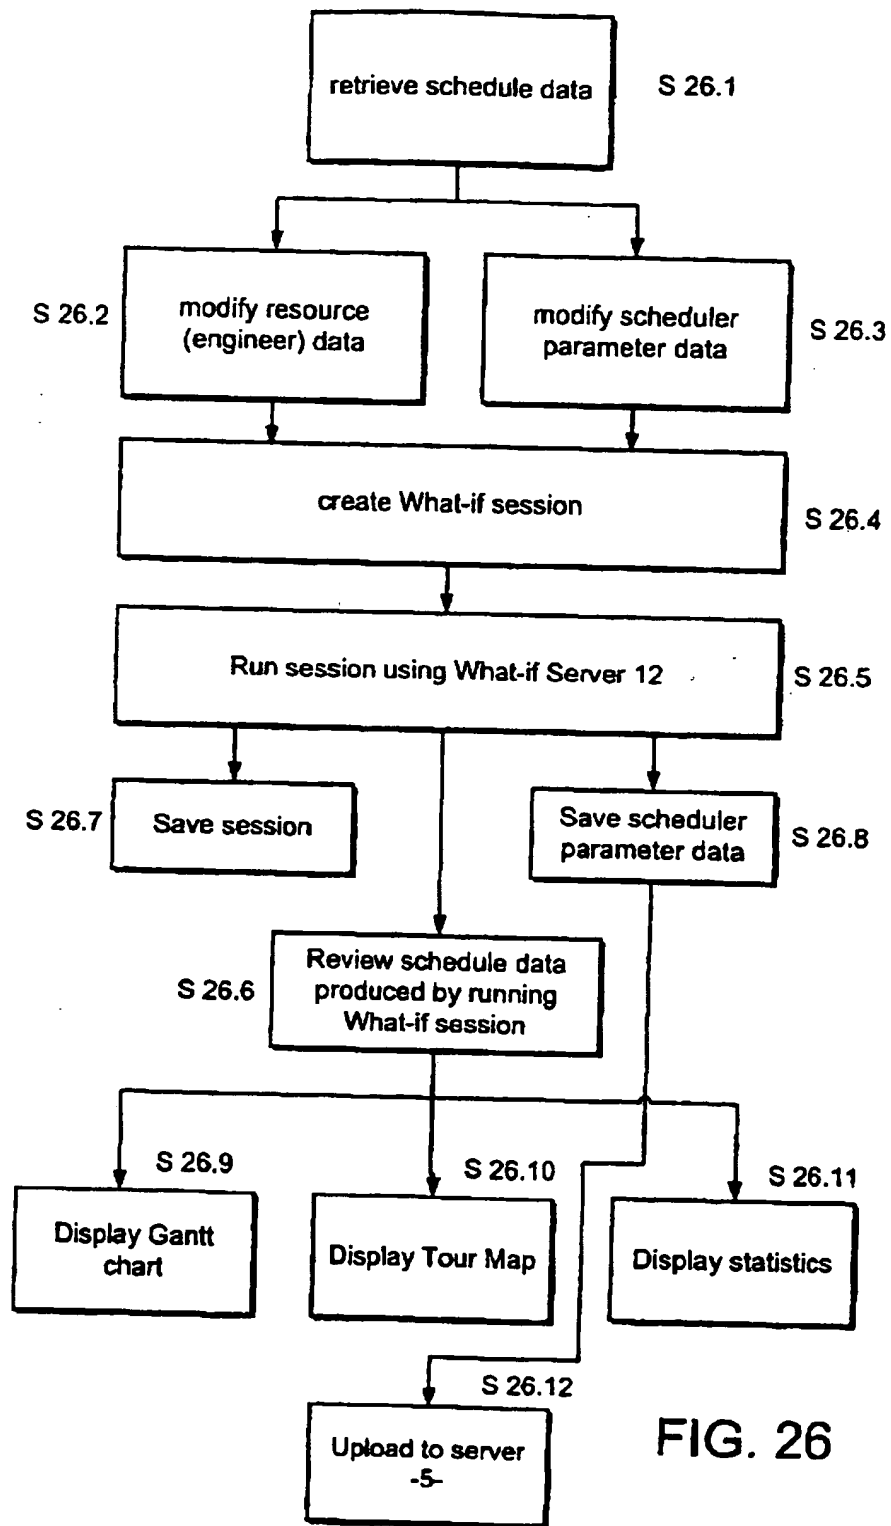 retrieve schedule data
S 26.1
S 26.2
modify resource
(engineer) data
modify scheduler
parameter data
S 26.3
create What-if session
S 26.4
Run session using What-if Server 12
S 26.5
S 26.7
Save session
Save scheduler
parameter data
S 26.8
S 26.6
Review schedule data
produced by running
What-if session
S 26.9
Display Gantt
chart
S 26.10
Display Tour Map
S 26.11
Display statistics
S 26.12
Upload to server
-5-
FIG. 26